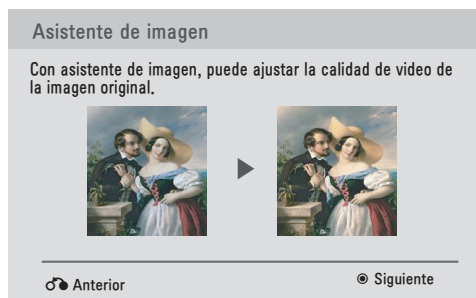 Asistente de imagen
Con asistente de imagen, puede ajustar la calidad de video de
la imagen original.
Anterior
Siguiente